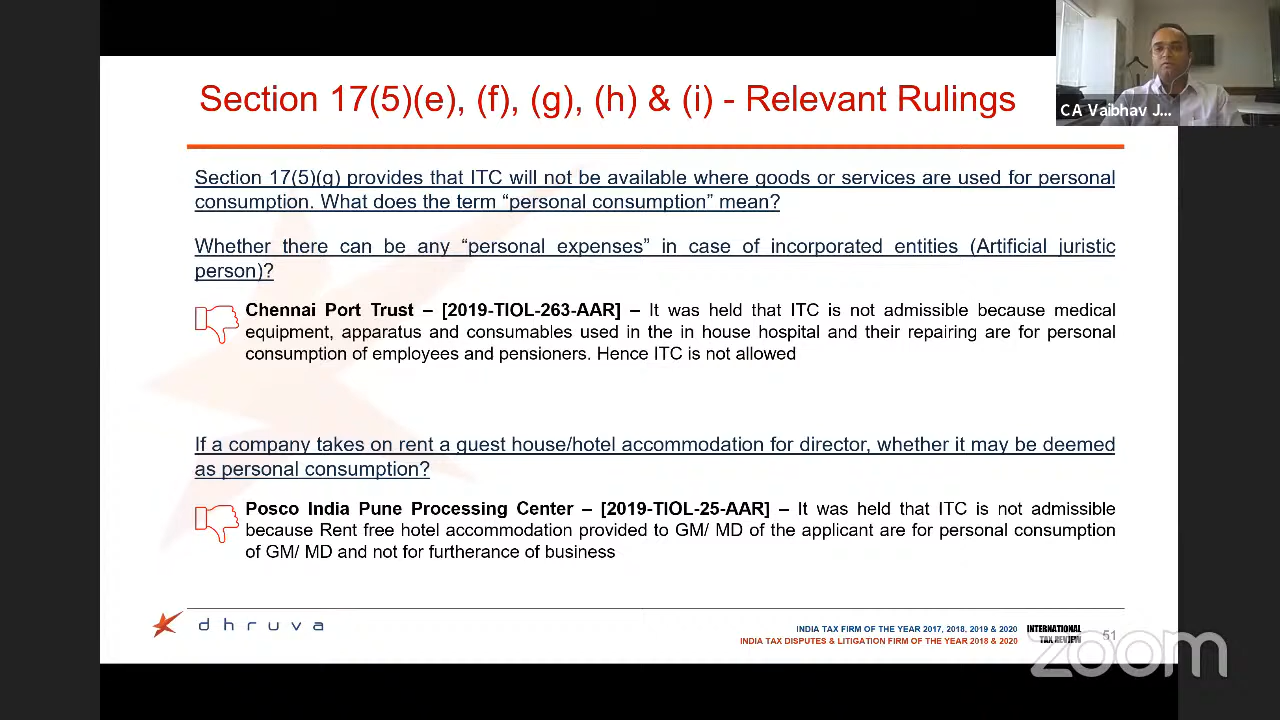 Section 17(5)(e), (f), (g), (h) & (i) - Relevant Rulings
CA Vaibhav J...
Section 17(5)(g) provides that ITC will not be available where goods or services are used for personal
consumption. What does the term “personal consumption” mean?
Whether there can be any “personal expenses” in case of incorporated entities (Artificial juristic
person)?
Chennai Port Trust – [2019-TIOL-263-AAR] – It was held that ITC is not admissible because medical
equipment, apparatus and consumables used in the in house hospital and their repairing are for personal
consumption of employees and pensioners. Hence ITC is not allowed
If a company takes on rent a guest house/hotel accommodation for director, whether it may be deemed
as personal consumption?
Posco India Pune Processing Center – [2019-TIOL-25-AAR] – It was held that ITC is not admissible
because Rent free hotel accommodation provided to GM/ MD of the applicant are for personal consumption
of GM/ MD and not for furtherance of business
dhruva
INDIA TAX FIRM OF THE YEAR 2017, 2018, 2019 & 2020
INDIA TAX DISPUTES & LITIGATION FIRM OF THE YEAR 2018 & 2020
INTERNATIONAL
TAX REVIEW
51
zoom